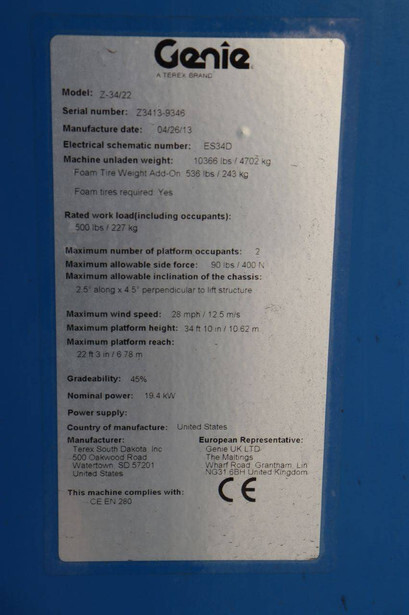 Genie
A TEREX BRAND
Model: Z-34/22
Serial number: Z3413-9346
Manufacture date: 04/26/13
Electrical schematic number: ES34D
Machine unladen weight: 10366 lbs / 4702 kg
Foam Tire Weight Add-On 536 lbs / 243 kg
Foam tires required Yes
Rated work load(including occupants):
500 lbs / 227 kg
Maximum number of platform occupants: 2
Maximum allowable side force: 90 lbs / 400 N
Maximum allowable inclination of the chassis:
2.5° along x 4.5° perpendicular to lift structure
Maximum wind speed: 28 mph / 12.5 m/s
Maximum platform height: 34 ft 10 in / 10.62 m
Maximum platform reach:
22 ft 3 in / 6.78 m
Gradeability: 45%
Nominal power: 19.4 kW
Power supply:
Country of manufacture: United States
Manufacturer: European Representative:
Terex South Dakota, Inc Genie UK LTD
500 Oakwood Road The Maltings
Watertown, SD 57201 Wharf Road, Grantham, Lin
United States NG31 6BH United Kingdom
This machine complies with: CE
CE EN 280